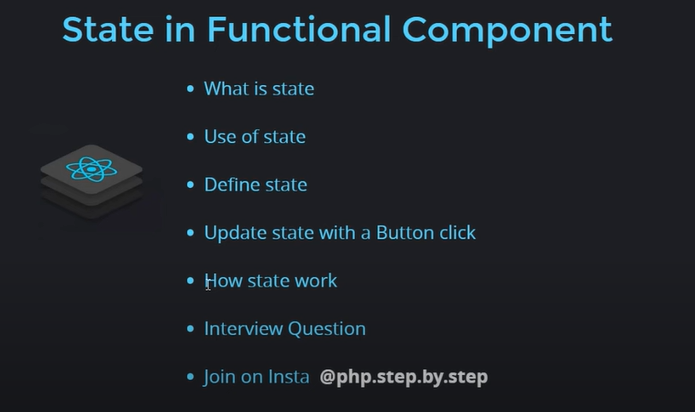 State in Functional Component
What is state
Use of state
Define state
Update state with a Button click
How state work
Interview Question
Join on Insta @php.step.by.step